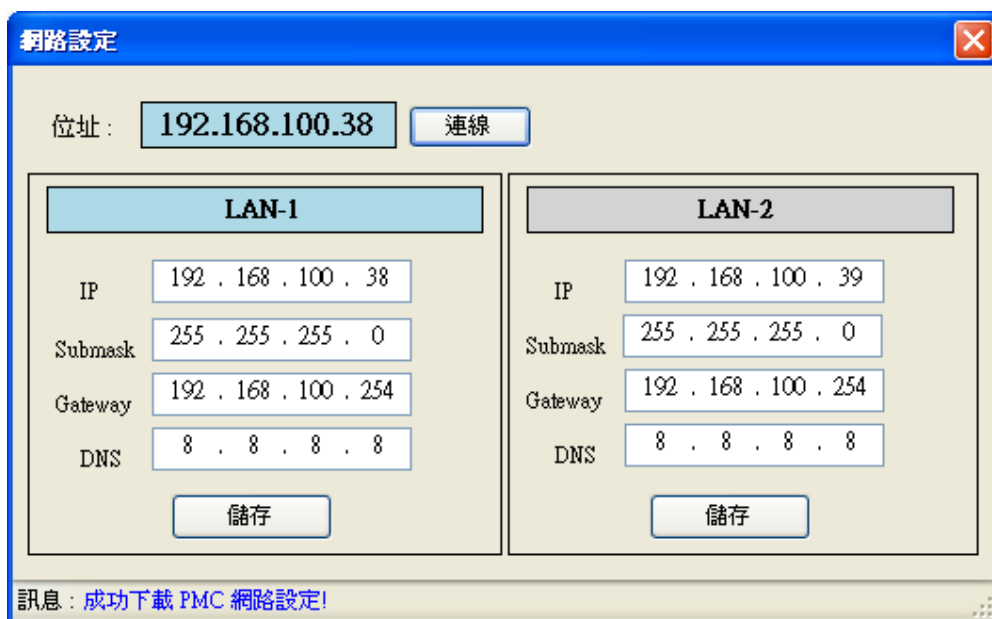 網路設定
位址 : 192.168.100.38 連線
LAN-1
IP 192 . 168 . 100 . 38
Submask 255 . 255 . 255 . 0
Gateway 192 . 168 . 100 . 254
DNS 8 . 8 . 8 . 8
儲存
LAN-2
IP 192 . 168 . 100 . 39
Submask 255 . 255 . 255 . 0
Gateway 192 . 168 . 100 . 254
DNS 8 . 8 . 8 . 8
儲存
訊息 : 成功下載 PMC 網路設定!